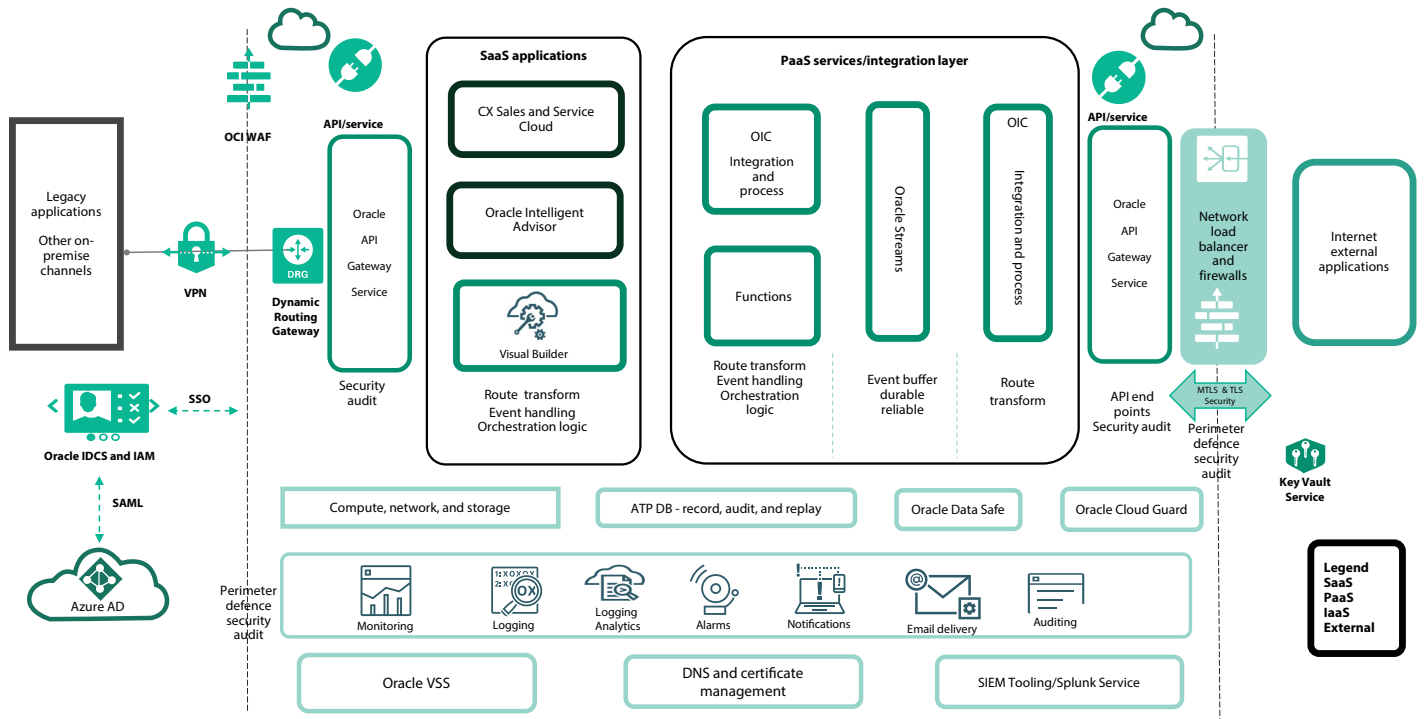 OCI WAF
API/service
Legacy
applications
Other on-
premise
channels
VPN
DRG
Dynamic
Routing
Gateway
Oracle
API
Gateway
Service
Security
audit
SaaS applications
CX Sales and Service
Cloud
Oracle Intelligent
Advisor
Visual Builder
Route transform
Event handling
Orchestration logic
PaaS services/integration layer
OIC
Integration
and
process
Functions
Route transform
Event handling
Orchestration
logic
Oracle Streams
Event buffer
durable
reliable
OIC
Integration and process
Route
transform
API/service
Oracle
API
Gateway
Service
API end
points
Security audit
Network
load
balancer
and
firewalls
MTLS & TLS
Security
Perimeter
defence
security
audit
Internet
external
applications
Key Vault
Service
SSO
Oracle IDCS and IAM
SAML
Azure AD
Perimeter
defence
security
audit
Compute, network, and storage
ATP DB - record, audit, and replay
Oracle Data Safe
Oracle Cloud Guard
Monitoring
1:XOXOX
2:X
OX
Logging
Logging
Analytics
Alarms
Notifications
@
Email delivery
Auditing
Oracle VSS
DNS and certificate
management
SIEM Tooling/Splunk Service
Legend
SaaS
PaaS
IaaS
External